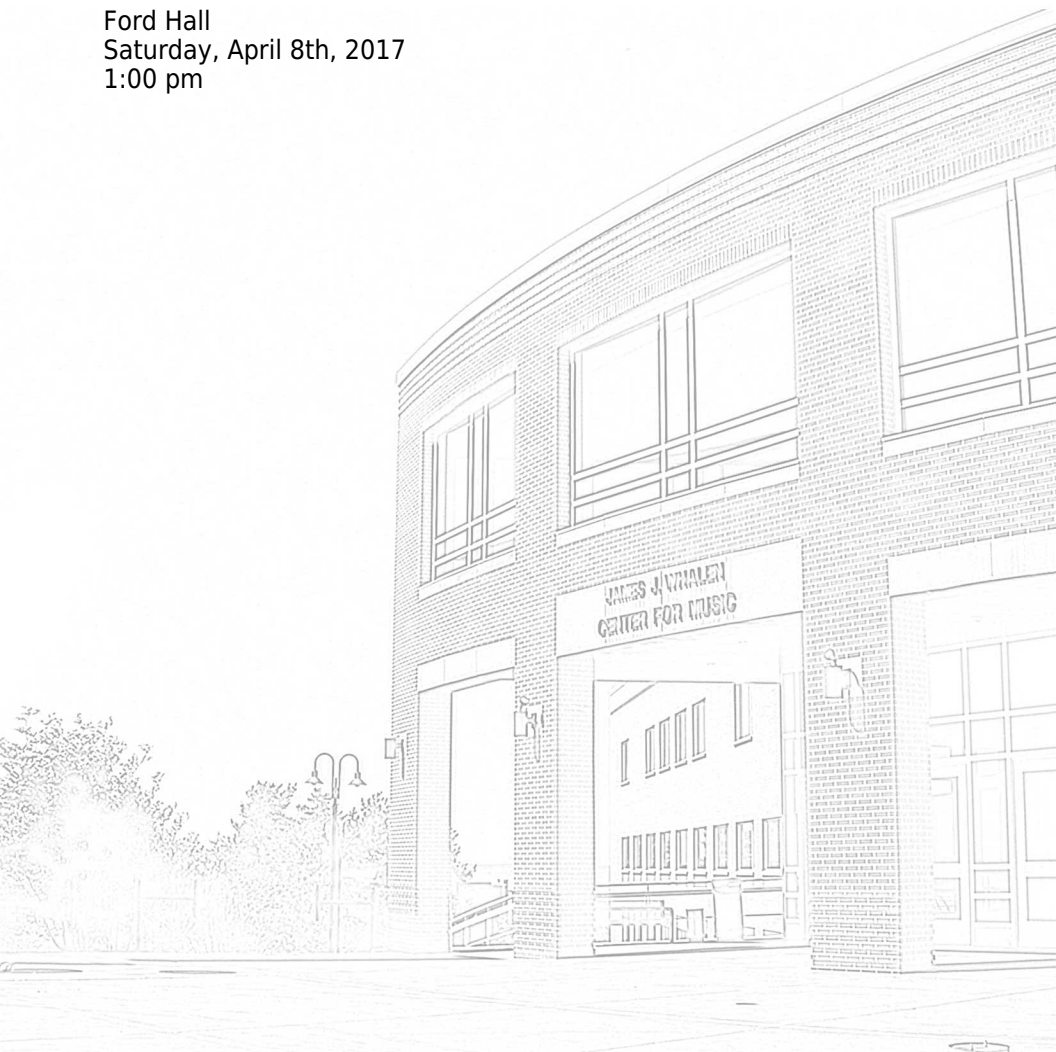 Ford Hall
Saturday, April 8th, 2017
1:00 pm
JAMES J. WHALEN
CENTER FOR MUSIC